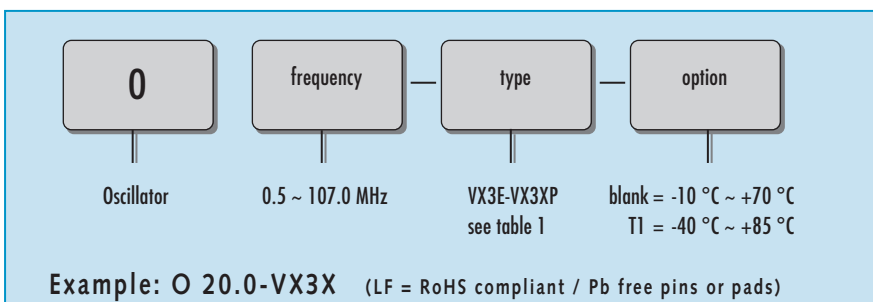 O
frequency
type
option
Oscillator
0.5 ~ 107.0 MHz
VX3E-VX3XP
see table 1
blank = -10 °C ~ +70 °C
T1 = -40 °C ~ +85 °C
Example: O 20.0-VX3X (LF = RoHS compliant / Pb free pins or pads)